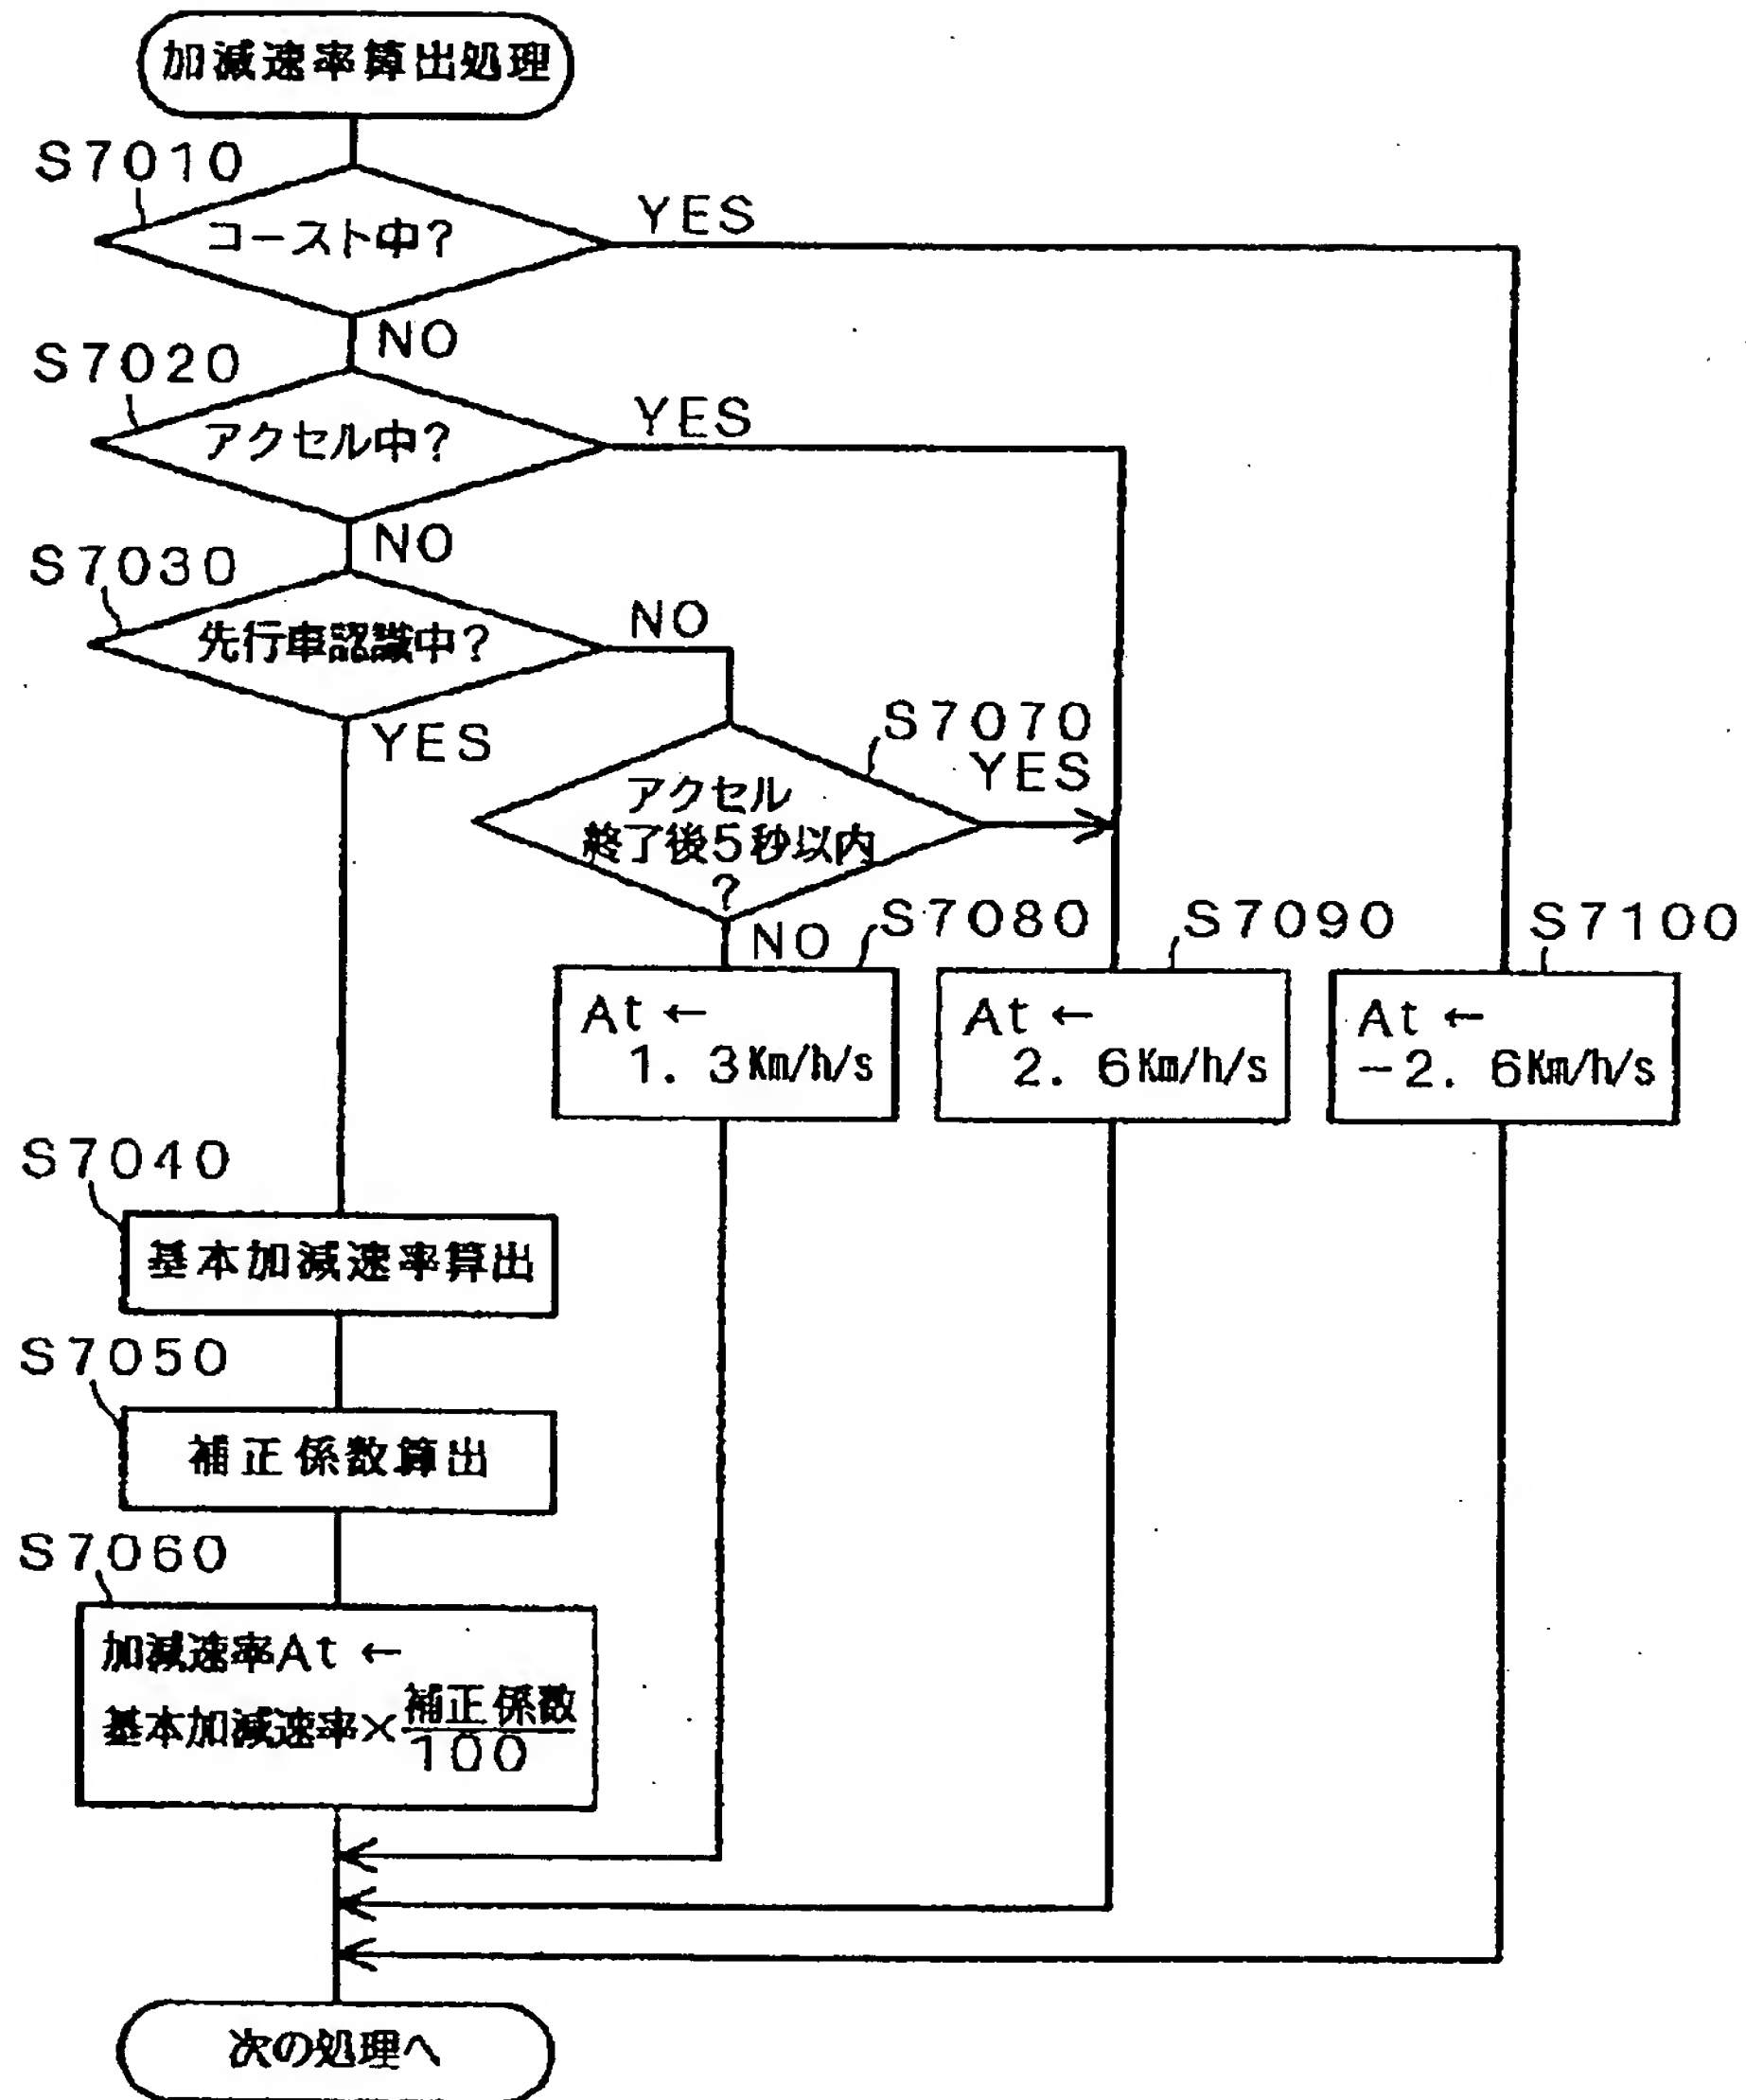 加減速率算出処理
S7010
コースト中?
YES
NO
S7020
アクセル中?
YES
NO
S7030
先行車認識中?
NO
YES
S7070
アクセル
終了後5秒以内
?
YES
NO
S7080
At ←
1.3Km/h/s
S7090
At ←
2.6Km/h/s
S7100
At ←
-2.6Km/h/s
S7040
基本加減速率算出
S7050
補正係数算出
S7060
加減速率At ←
基本加減速率×補正係数/100
次の処理へ